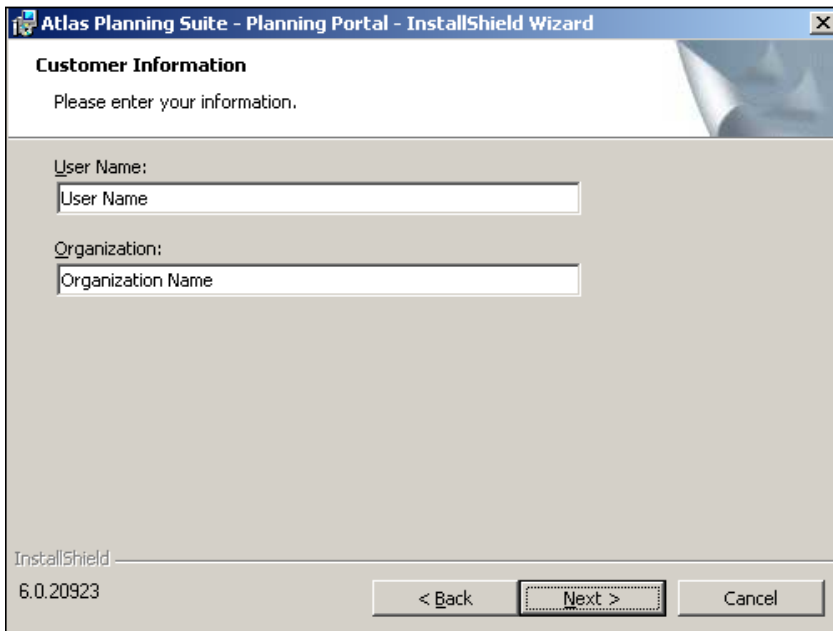 Atlas Planning Suite - Planning Portal - InstallShield Wizard
Customer Information
Please enter your information.
User Name:
User Name
Organization:
Organization Name
InstallShield
6.0.20923
< Back
Next >
Cancel